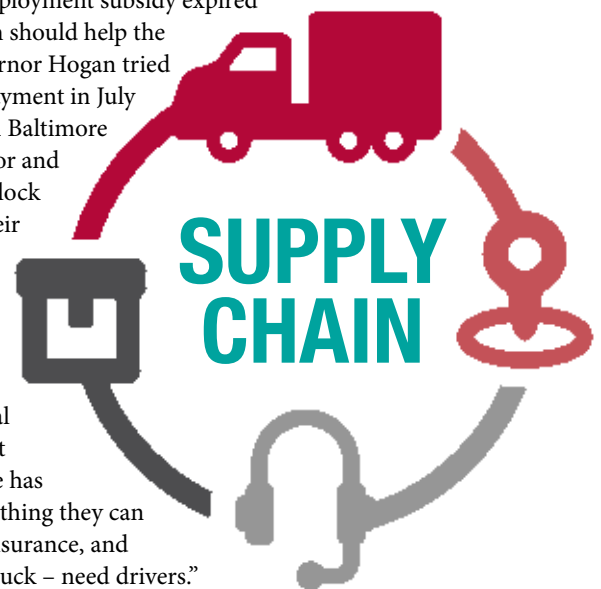 ployment subsidy expired
n should help the
rnor Hogan tried
yment in July
Baltimore
or and
lock
eir
al
t
e has
thing they can
nsurance, and
uck – need drivers.”
SUPPLY
CHAIN